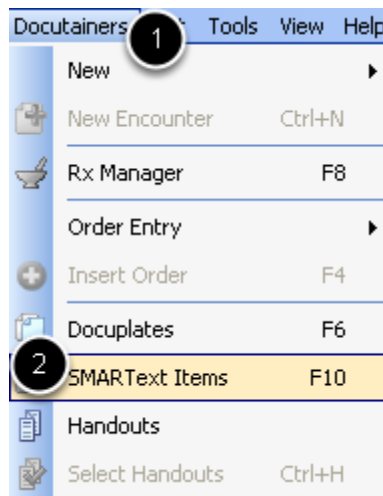 Docutainers t Tools View Help
1
New
New Encounter Ctrl+N
Rx Manager F8
Order Entry
Insert Order F4
Docuplates F6
2
SMARText Items F10
Handouts
Select Handouts Ctrl+H